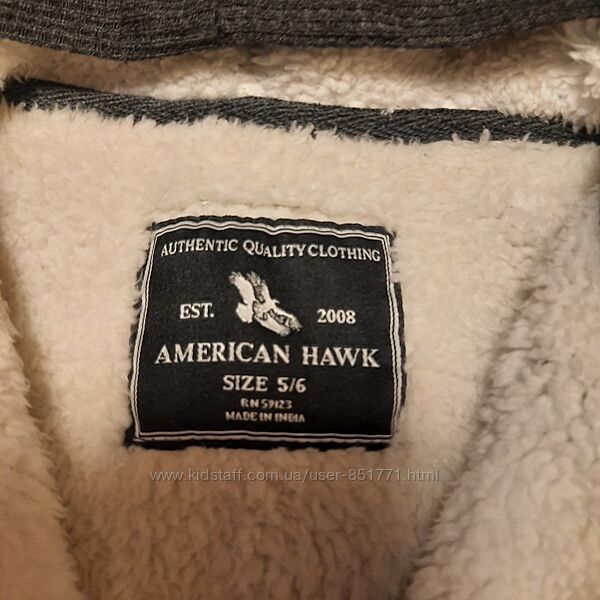 AUTHENTIC QUALITY CLOTHING
EST. 2008
AMERICAN HAWK
SIZE 5/6
RN 59123
MADE IN INDIA
www.kidstaff.com.ua/user-851771.html